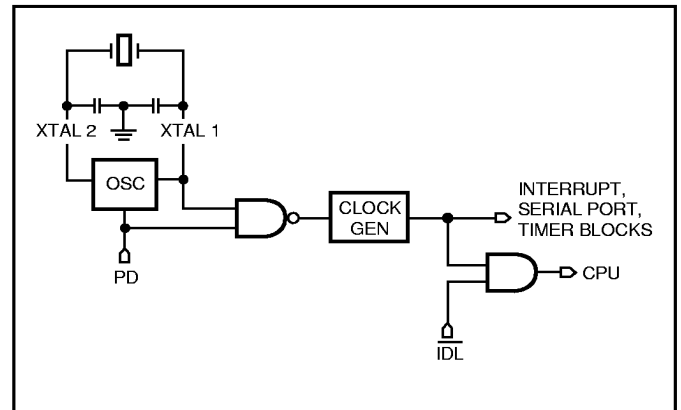 XTAL 2
XTAL 1
OSC
PD
CLOCK
GEN
INTERRUPT,
SERIAL PORT,
TIMER BLOCKS
CPU
IDL